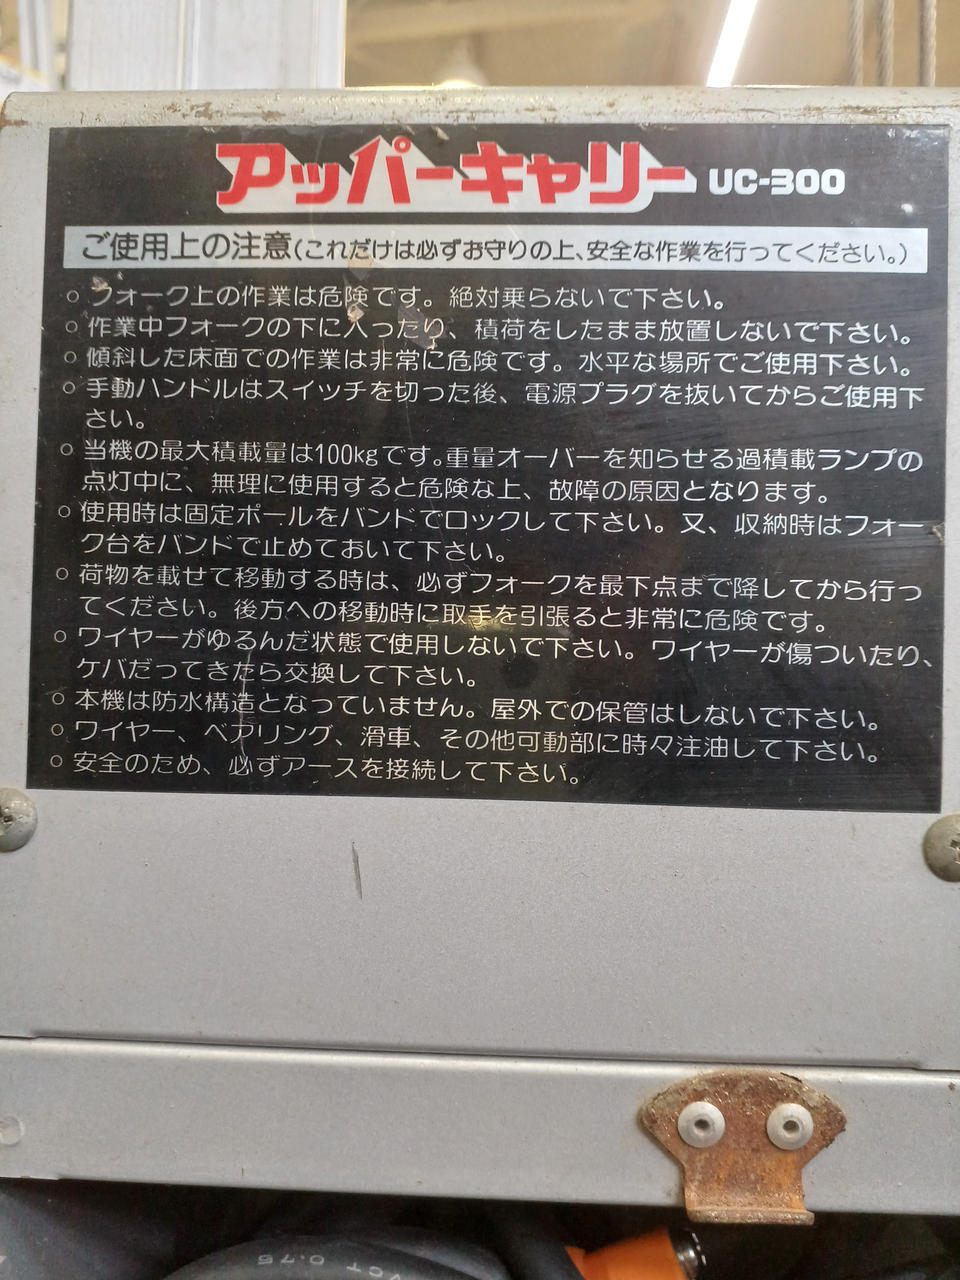 アッパーキャリー UC-300
ご使用上の注意(これだけは必ずお守りの上、安全な作業を行ってください。)
○ フォーク上の作業は危険です。絶対乗らないで下さい。
○ 作業中フォークの下に入ったり、積荷をしたまま放置しないで下さい。
○ 傾斜した床面での作業は非常に危険です。水平な場所でご使用下さい。
○ 手動ハンドルはスイッチを切った後、電源プラグを抜いてからご使用下
さい。
○ 当機の最大積載量は100kgです。重量オーバーを知らせる過積載ランプの
点灯中に、無理に使用すると危険な上、故障の原因となります。
○ 使用時は固定ポールをバンドでロックして下さい。又、収納時はフォー
ク台をバンドで止めておいて下さい。
○ 荷物を載せて移動する時は、必ずフォークを最下点まで降してから行っ
てください。後方への移動時に取手を引張ると非常に危険です。
○ ワイヤーがゆるんだ状態で使用しないで下さい。ワイヤーが傷ついたり、
ケバだってきたら交換して下さい。
○ 本機は防水構造となっていません。屋外での保管はしないで下さい。
○ ワイヤー、ベアリング、滑車、その他可動部に時々注油して下さい。
○ 安全のため、必ずアースを接続して下さい。
VCT 0.75